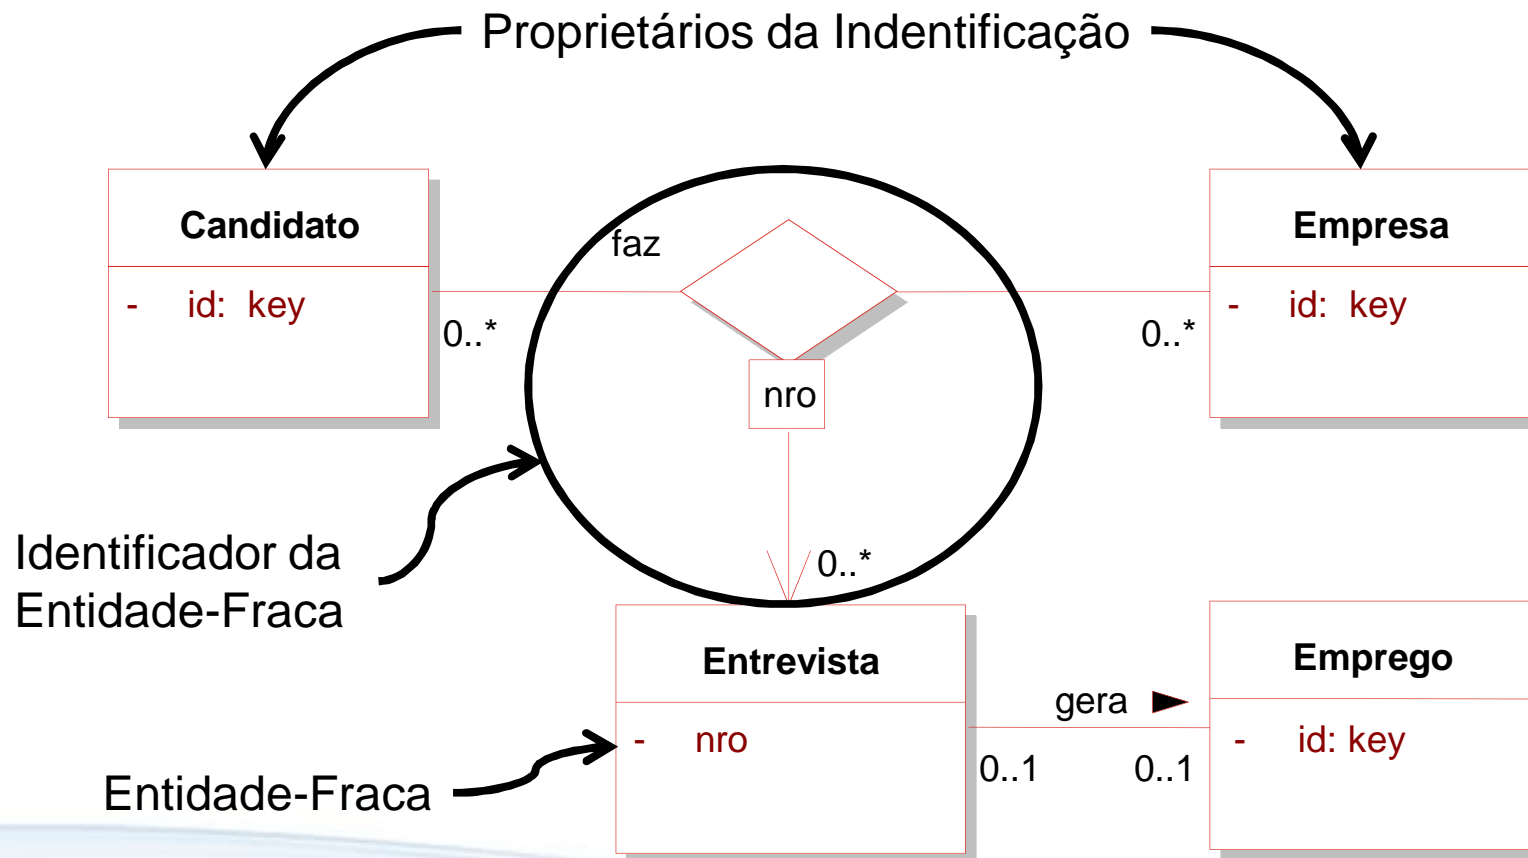 Proprietários da Indentificação
Candidato
- id: key
0..*
faz
nro
0..*
Empresa
- id: key
0..*
Identificador da
Entidade-Fraca
Entrevista
- nro
Entidade-Fraca
gera
0..1
0..1
Emprego
- id: key